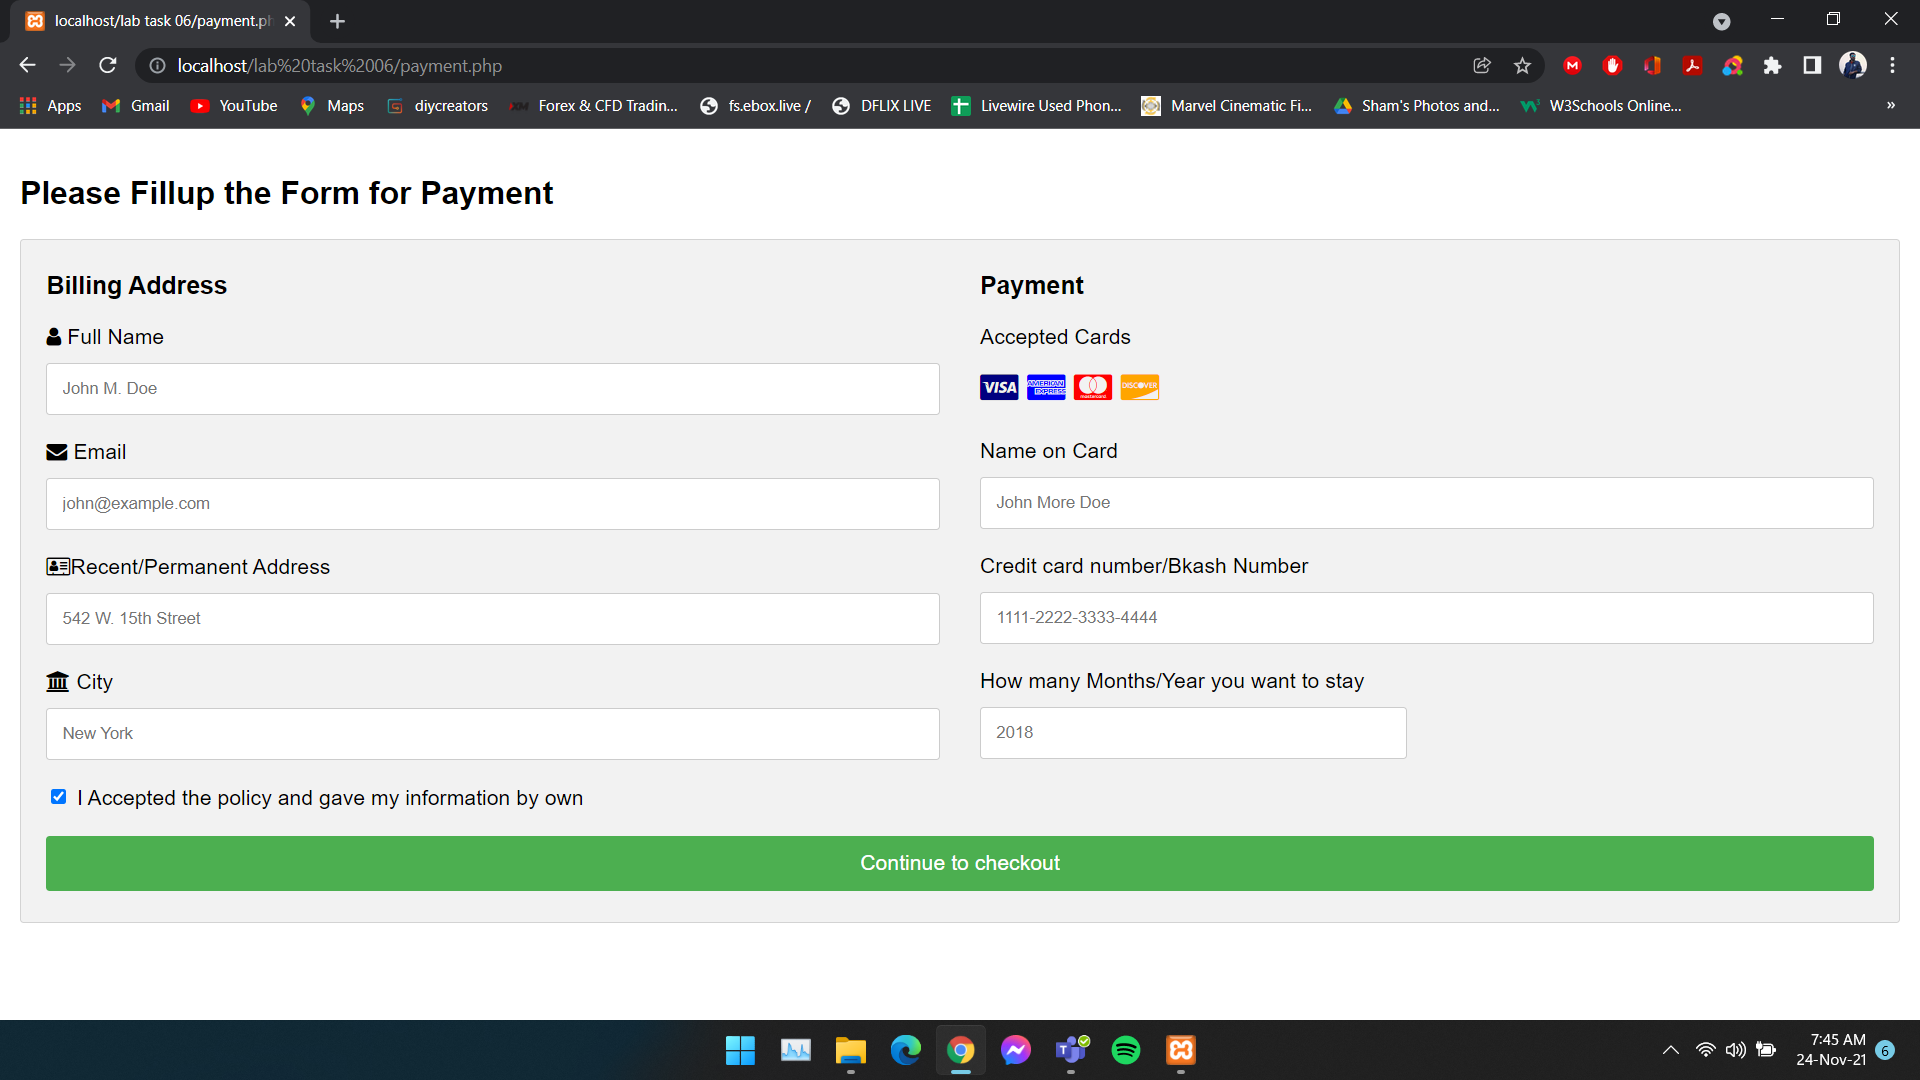 localhost/lab task 06/payment.ph
localhost/lab%20task%2006/payment.php
Apps
Gmail
YouTube
Maps
diycreators
XM
Forex & CFD Tradin...
fs.ebox.live /
DFLIX LIVE
Livewire Used Phon...
Marvel Cinematic Fi...
Sham's Photos and...
W3Schools Online...
»
Please Fillup the Form for Payment
Billing Address
Full Name
John M. Doe
Email
john@example.com
Recent/Permanent Address
542 W. 15th Street
City
New York
Payment
Accepted Cards
VISA
AMERICAN
EXPRESS
mastercard
DISCOVER
Name on Card
John More Doe
Credit card number/Bkash Number
1111-2222-3333-4444
How many Months/Year you want to stay
2018
I Accepted the policy and gave my information by own
Continue to checkout
7:45 AM
24-Nov-21
6